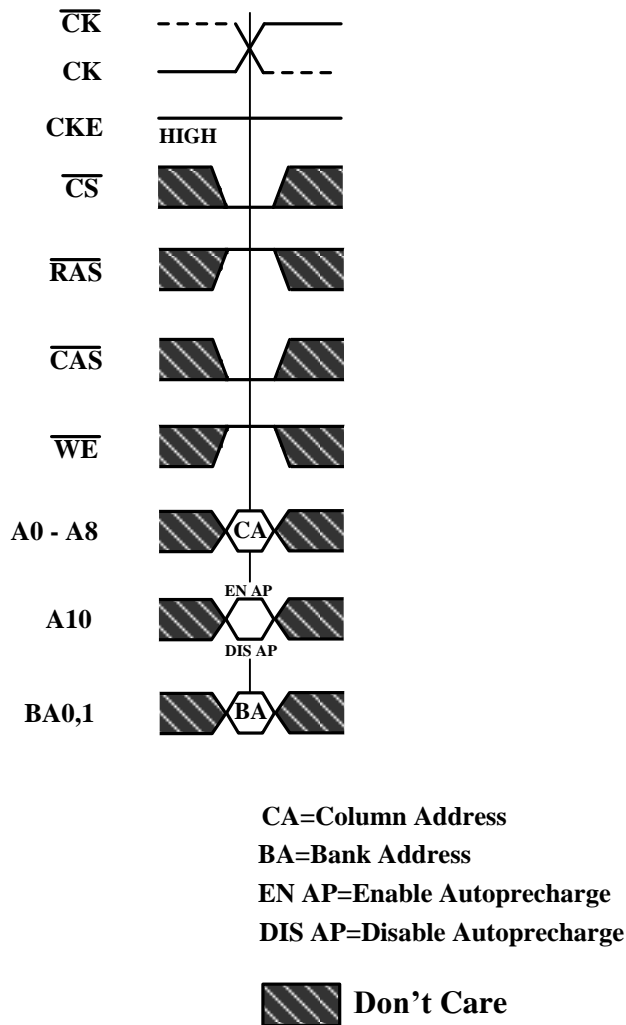 CK
CK
CKE
HIGH
CS
RAS
CAS
WE
A0 - A8
CA
EN AP
A10
DIS AP
BA0,1
BA
CA=Column Address
BA=Bank Address
EN AP=Enable Autoprecharge
DIS AP=Disable Autoprecharge
Don’t Care